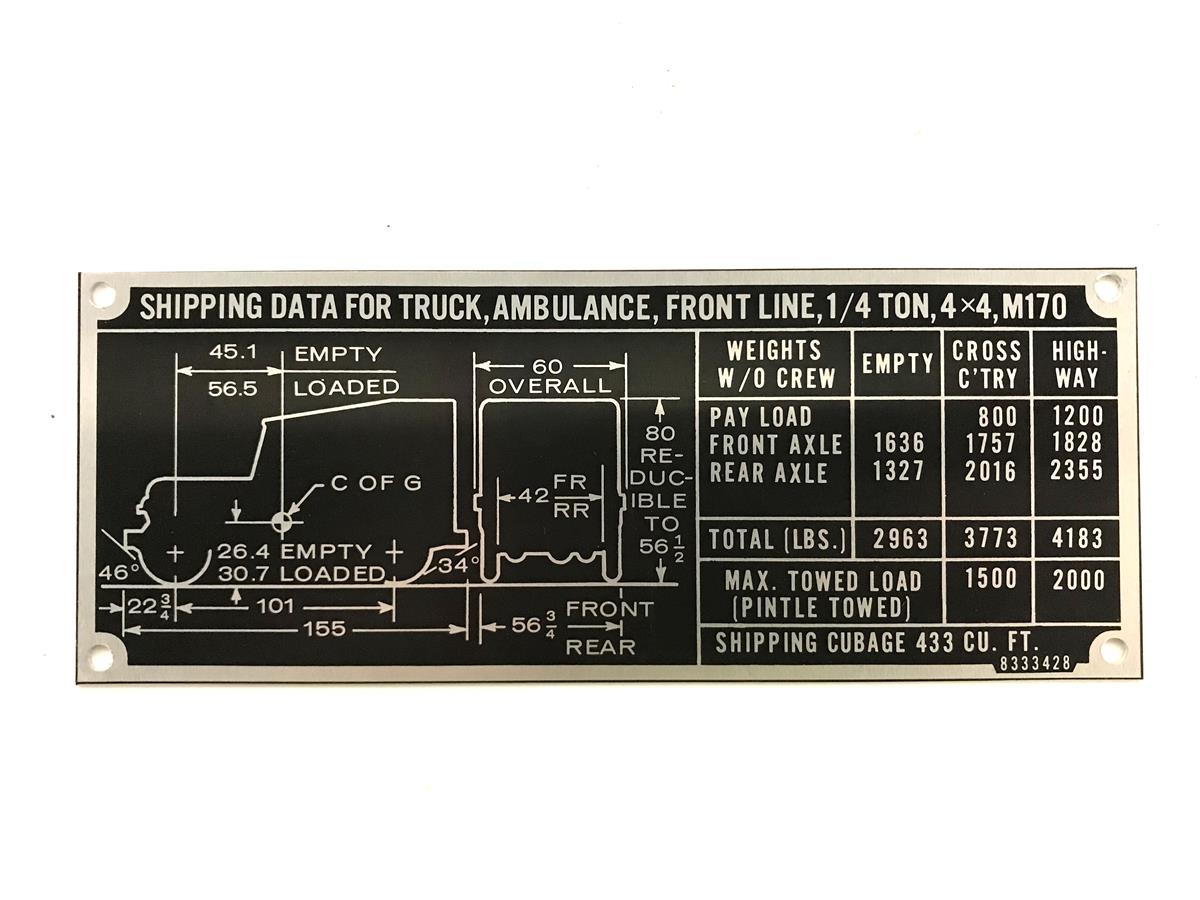 SHIPPING DATA FOR TRUCK, AMBULANCE, FRONT LINE, 1/4 TON, 4×4, M170
45.1 EMPTY
56.5 LOADED
C OF G
26.4 EMPTY
30.7 LOADED
46°
34°
22 3/4
101
155
60
OVERALL
42 FR
RR
80
RE-
DUC-
IBLE
TO
56 1/2
56 3/4 FRONT
REAR
WEIGHTS W/O CREW EMPTY CROSS C'TRY HIGH-WAY
PAY LOAD 800 1200
FRONT AXLE 1636 1757 1828
REAR AXLE 1327 2016 2355
TOTAL (LBS.) 2963 3773 4183
MAX. TOWED LOAD 1500 2000
(PINTLE TOWED)
SHIPPING CUBAGE 433 CU. FT.
8333428